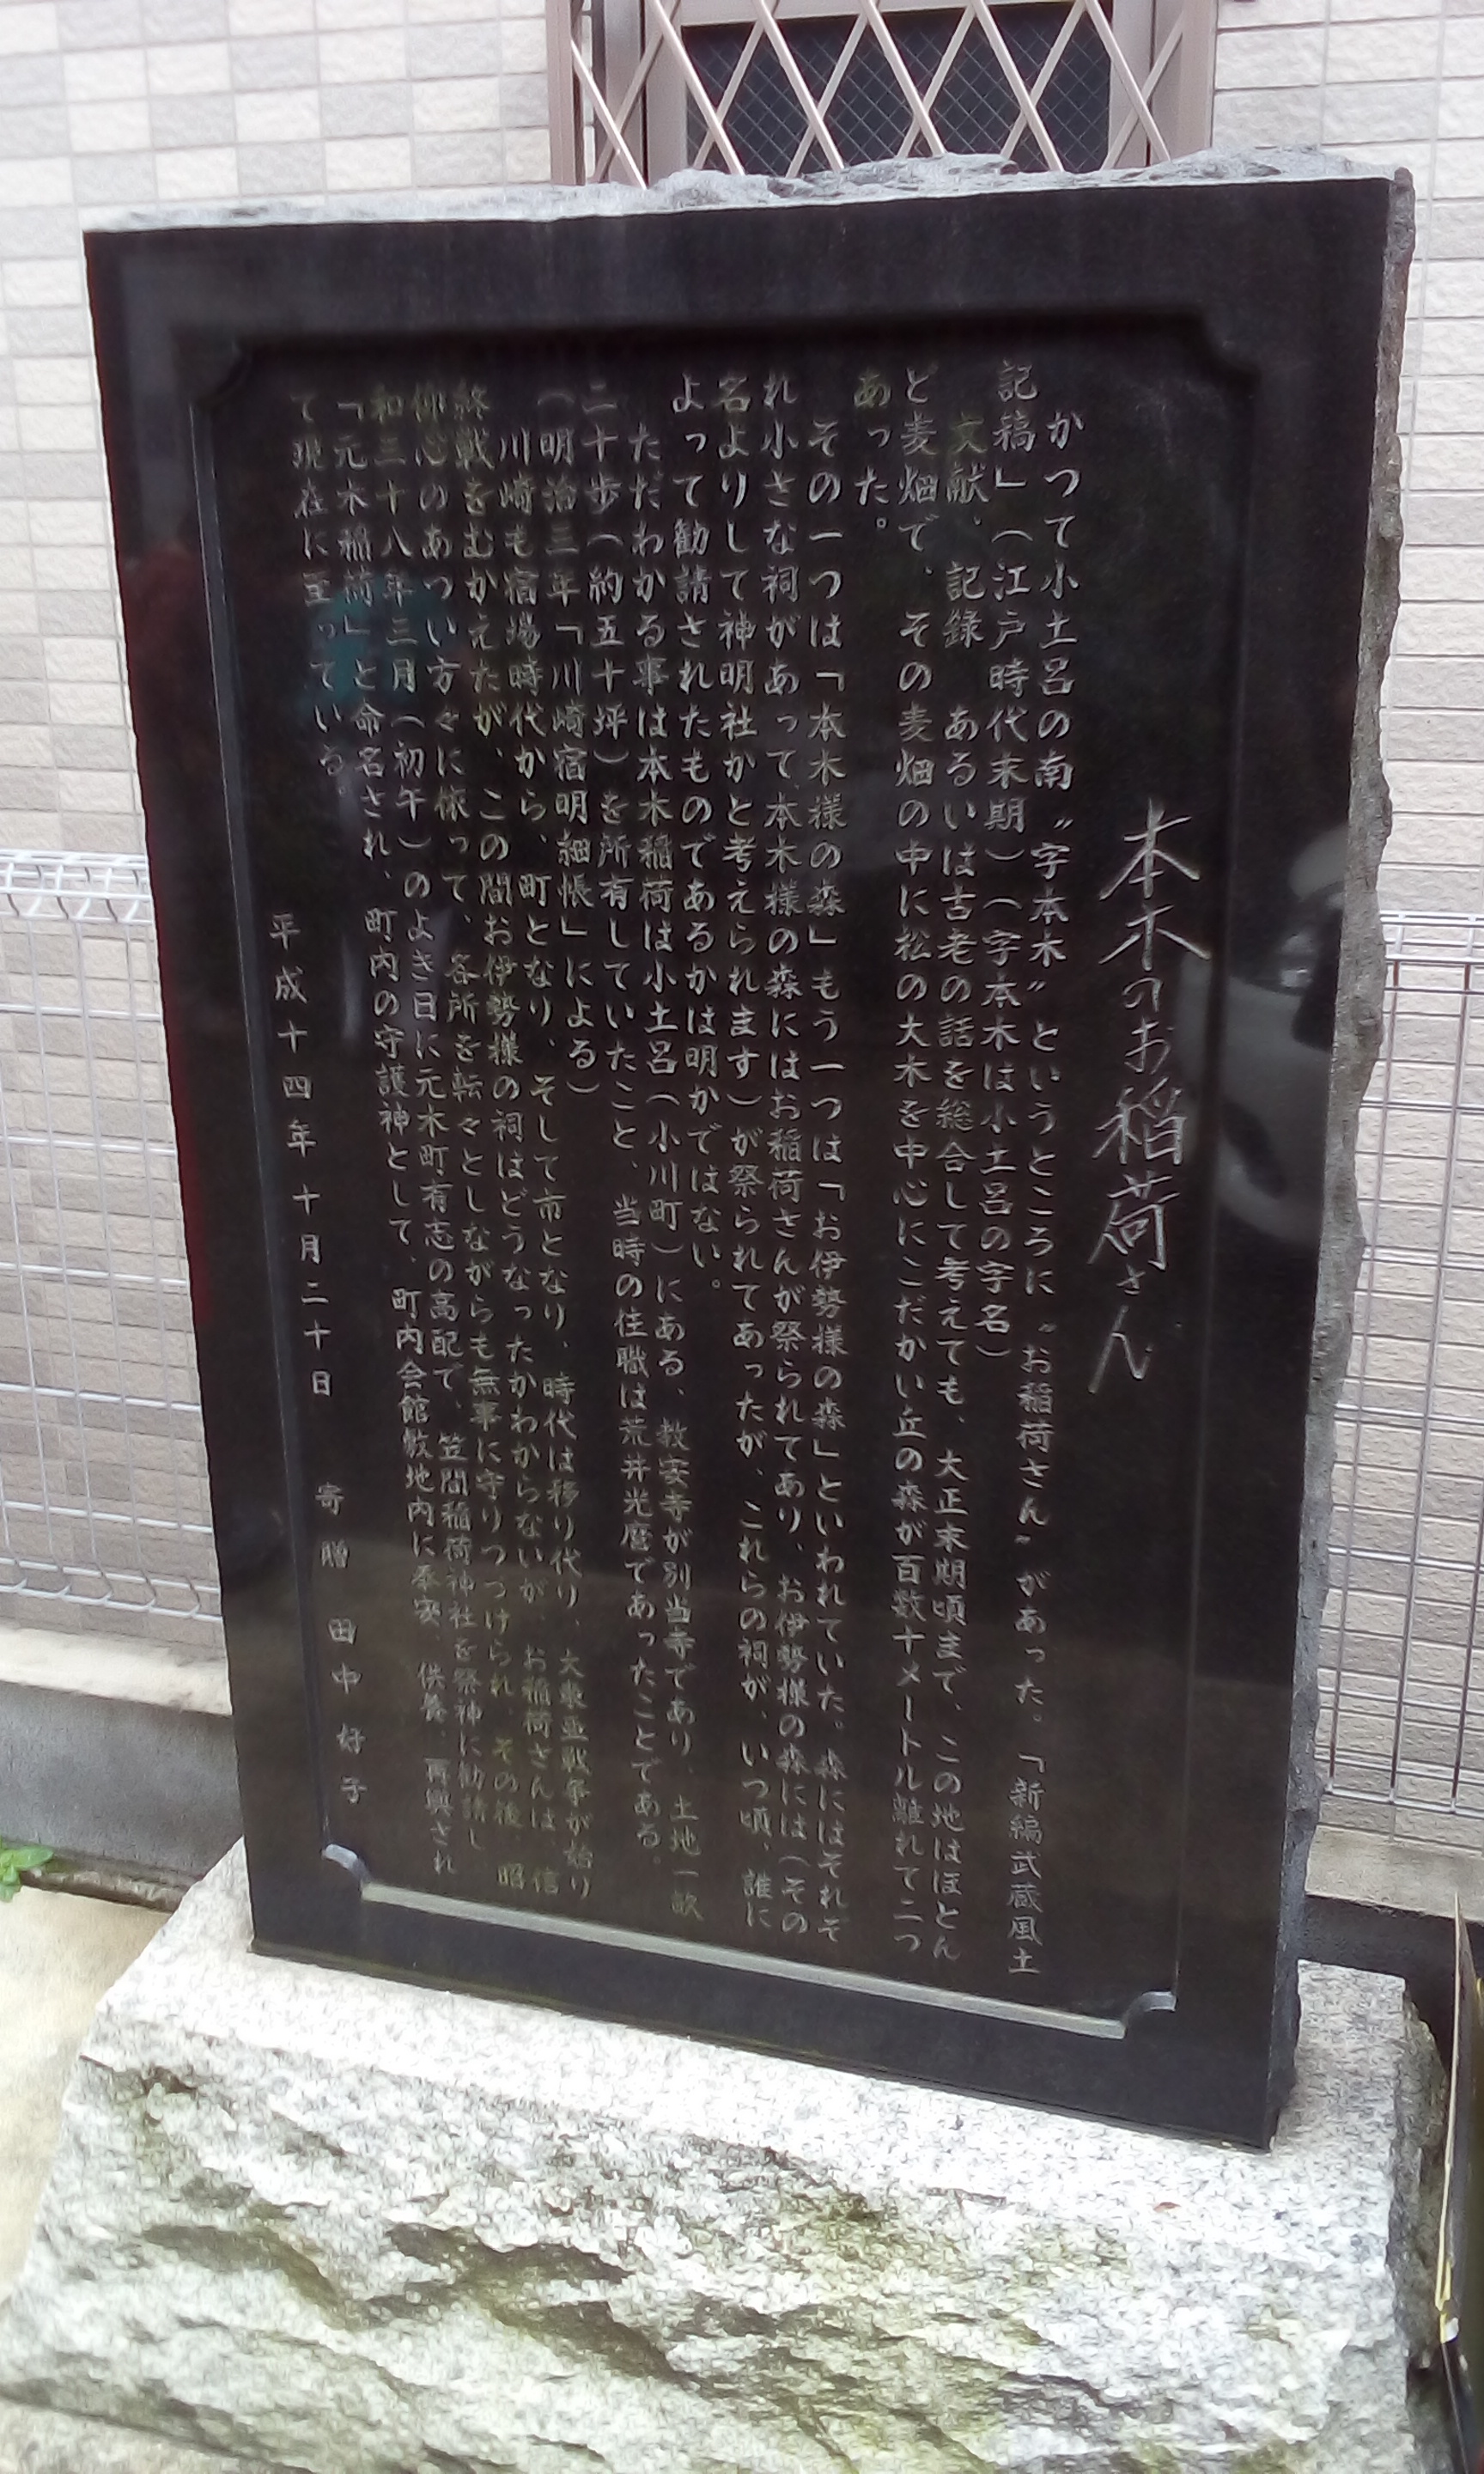 本木のお稲荷さん
かつて小土呂の南〝字本木〟というところに〝お稲荷さん〟があった。「新編武蔵風土
記稿」（江戸時代末期）（字本木は小土呂の字名）
文献、記録　あるいは古老の話を総合して考えても、大正末期頃まで、この地はほとん
ど麦畑で、その麦畑の中に松の大木を中心にこだかい丘の森が百数十メートル離れて二つ
あった。
その一つは「本木様の森」もう一つは「お伊勢様の森」といわれていた。森にはそれぞ
れ小さな祠があって、本木様の森にはお稲荷さんが祭られてあり、お伊勢様の森には（その
名よりして神明社かと考えられます）が祭られてあったが、これらの祠が、いつ頃、誰に
よって勧請されたものであるかは明かではない。
ただわかる事は本木稲荷は小土呂（小川町）にある、教安寺が別当寺であり、土地一畝
二十歩（約五十坪）を所有していたこと、当時の住職は荒井光暦であったことである。
（明治三年「川崎宿明細帳」による）
川崎も宿場時代から、町となり、そして市となり、時代は移り代り、大東亜戦争が始り
終戦をむかえたが、この間お伊勢様の祠はどうなったかわからないが、お稲荷さんは、信
仰心のあつい方々に依って、各所を転々としながらも無事に守りつづけられ、その後、昭
和三十八年三月（初午）のよき日に元木町有志の高配で、笠間稲荷神社を祭神に勧請し
「元木稲荷」と命名され、町内の守護神として、町内会館敷地内に奉安、供養、再興され
て現在に至っている。
平成十四年十月二十日　寄贈　田中好子